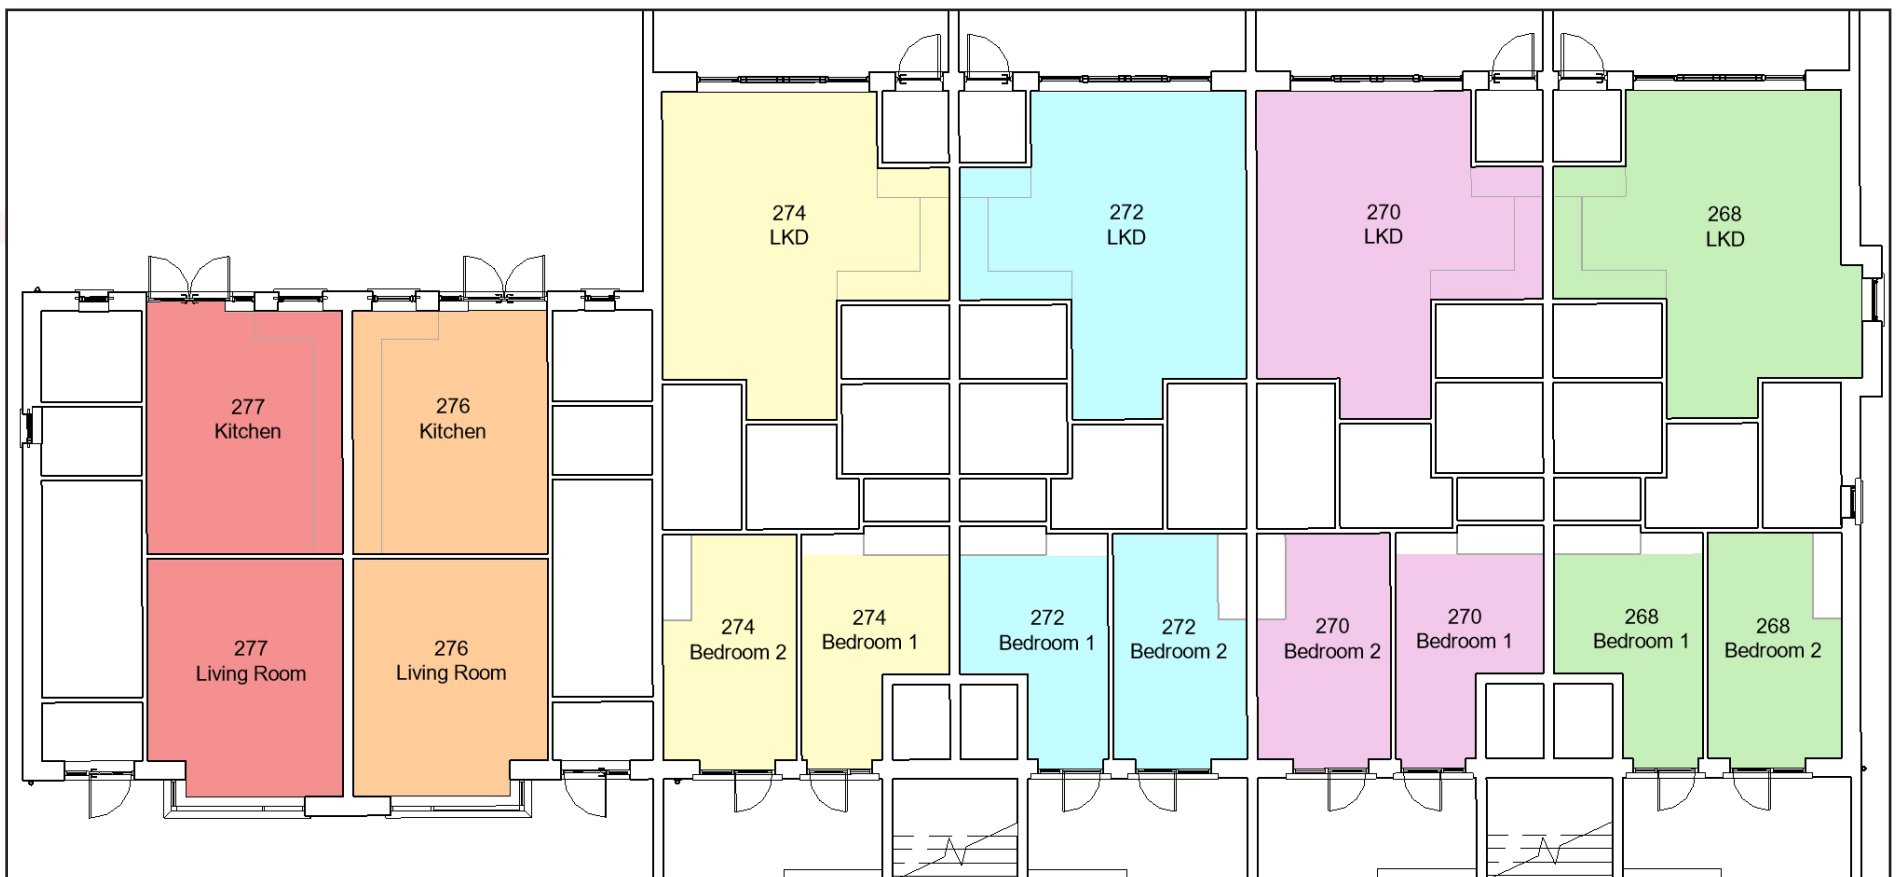 274
LKD
272
LKD
270
LKD
268
LKD
277
Kitchen
276
Kitchen
277
Living Room
276
Living Room
274
Bedroom 2
274
Bedroom 1
272
Bedroom 1
272
Bedroom 2
270
Bedroom 2
270
Bedroom 1
268
Bedroom 1
268
Bedroom 2